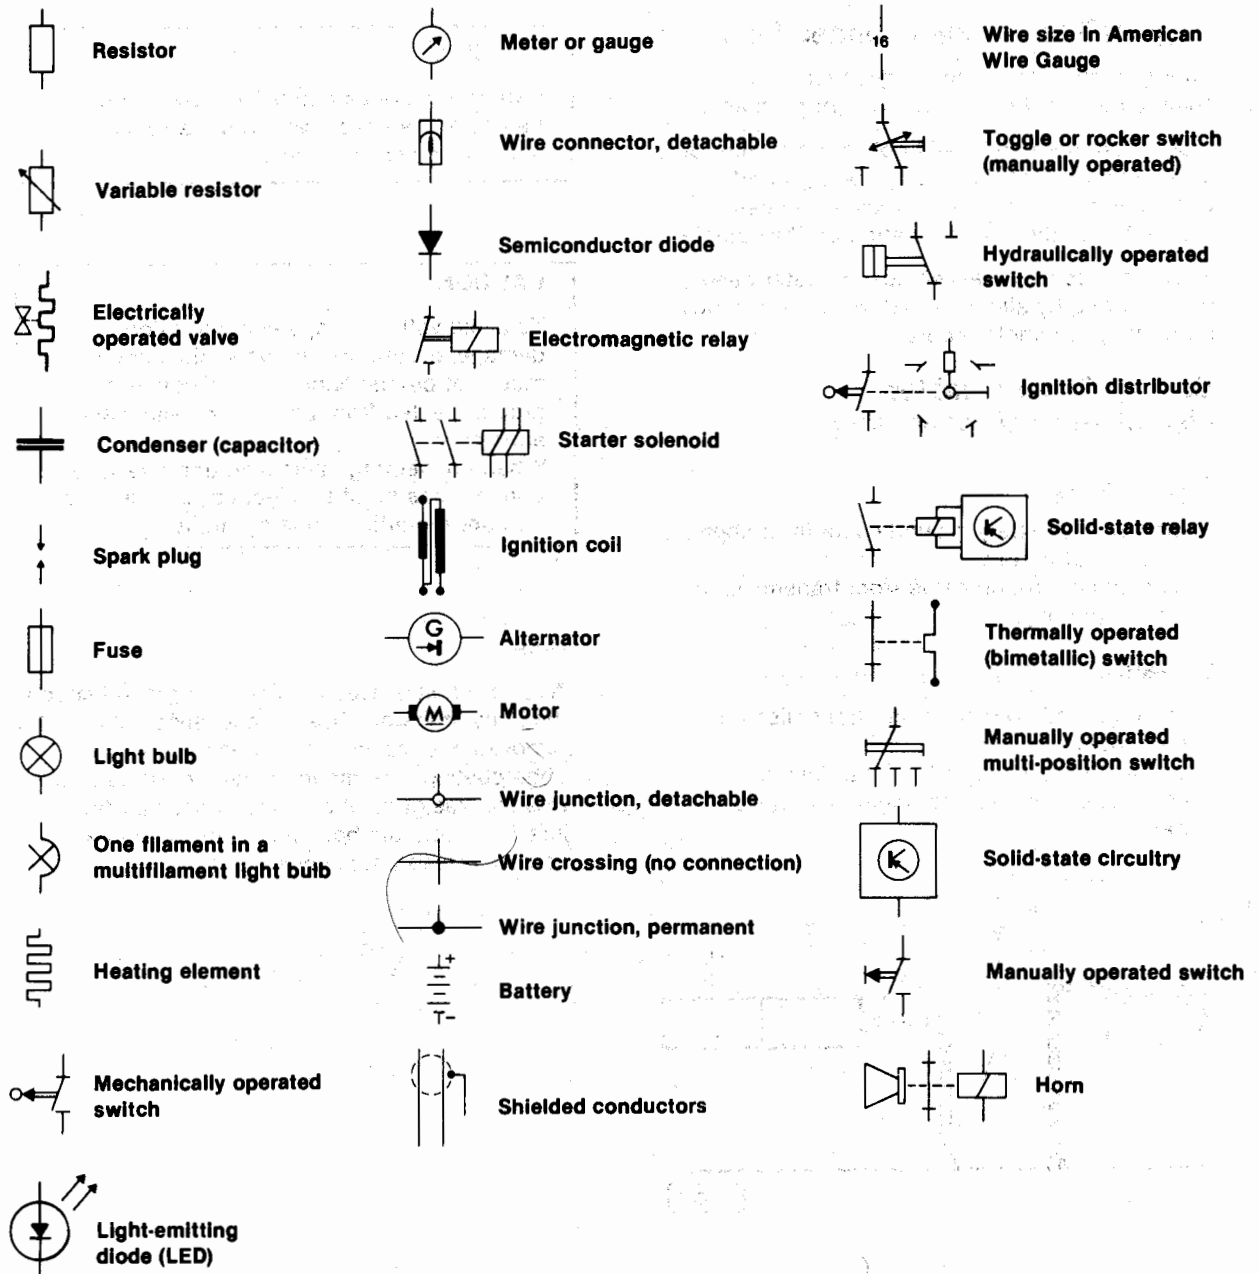 Resistor
Variable resistor
Electrically
operated valve
Condenser (capacitor)
Spark plug
Fuse
Light bulb
One filament in a
multifilament light bulb
Heating element
Mechanically operated
switch
Light-emitting
diode (LED)
Meter or gauge
Wire connector, detachable
Semiconductor diode
Electromagnetic relay
Starter solenoid
Ignition coil
G
Alternator
M
Motor
Wire junction, detachable
Wire crossing (no connection)
Wire junction, permanent
+
Battery
−
Shielded conductors
16
Wire size in American
Wire Gauge
Toggle or rocker switch
(manually operated)
Hydraulically operated
switch
Ignition distributor
Solid-state relay
Thermally operated
(bimetallic) switch
Manually operated
multi-position switch
Solid-state circuitry
Manually operated switch
Horn